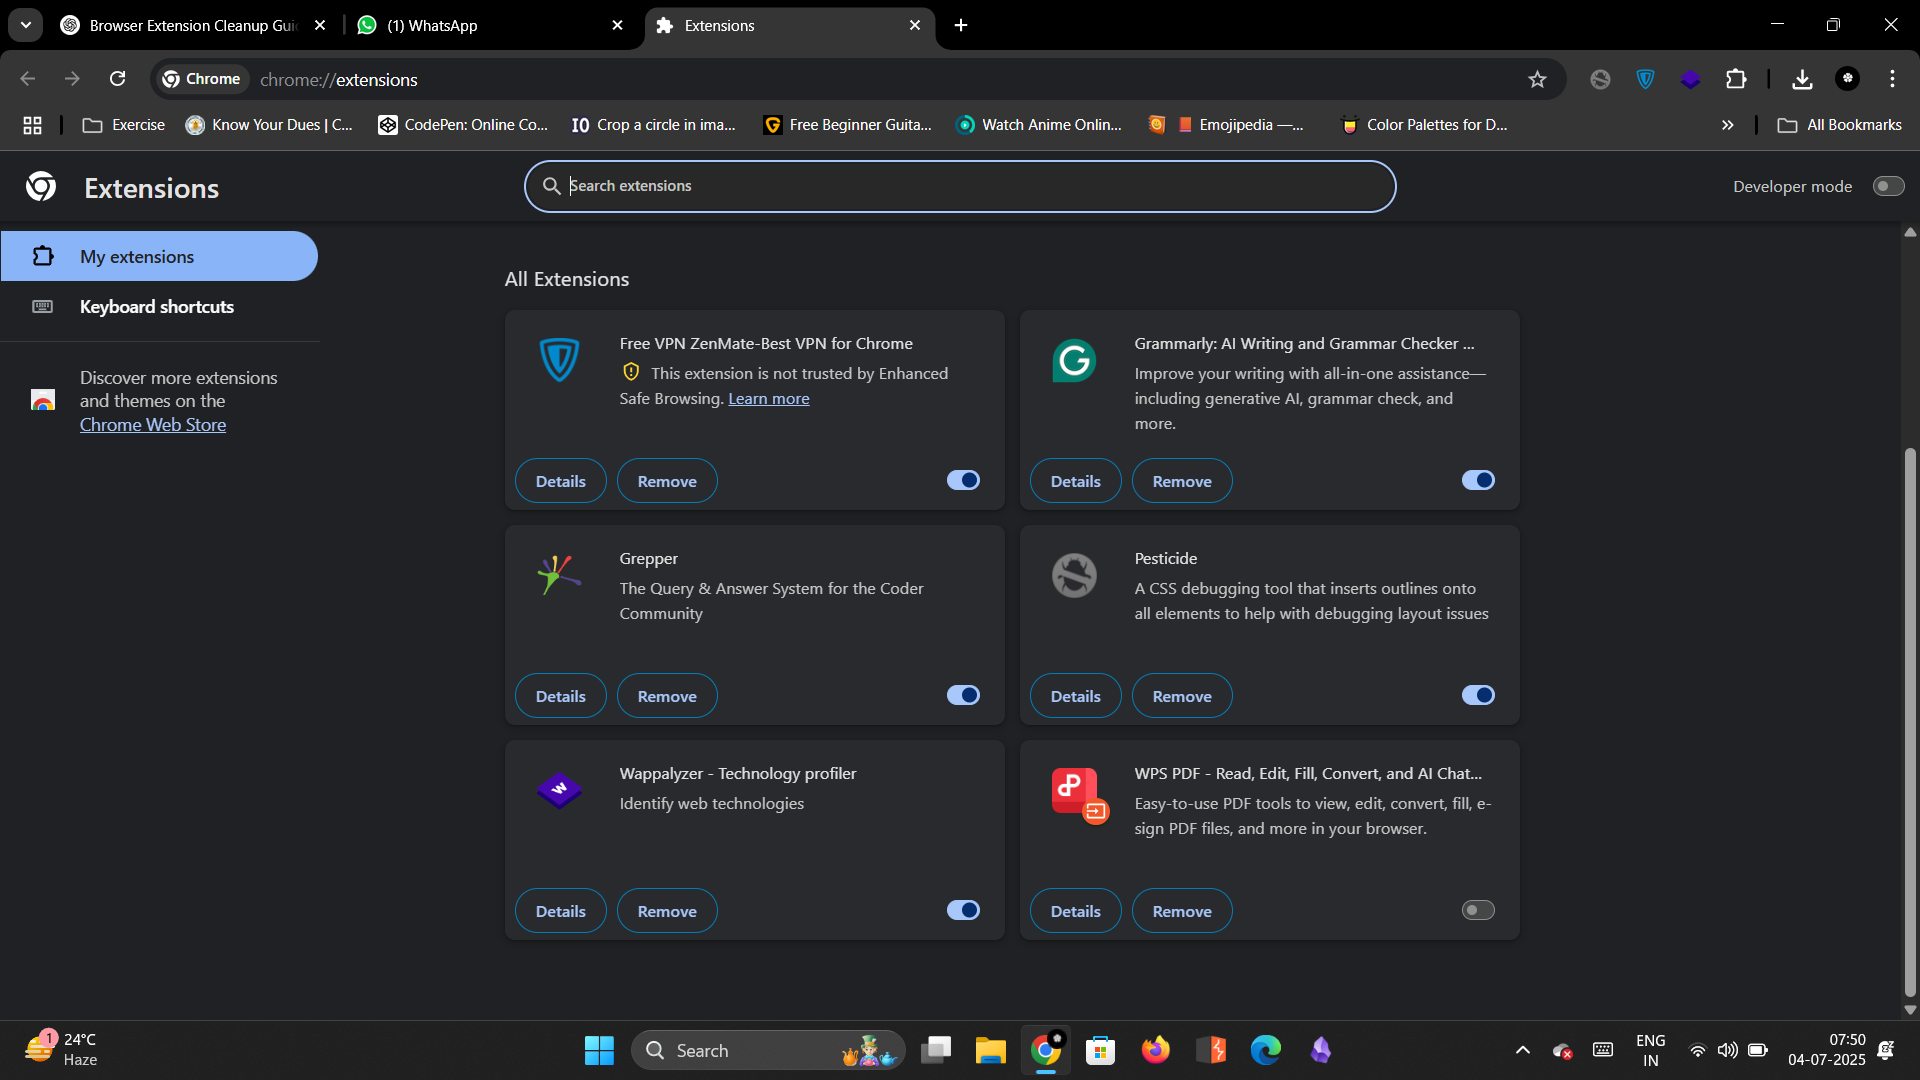 Browser Extension Cleanup Gui
(1) WhatsApp
Extensions
Chrome
chrome://extensions
Exercise
Know Your Dues | C...
CodePen: Online Co...
IO Crop a circle in ima...
Free Beginner Guita...
Watch Anime Onlin...
Emojipedia —...
Color Palettes for D...
All Bookmarks
Extensions
Search extensions
Developer mode
My extensions
Keyboard shortcuts
Discover more extensions
and themes on the
Chrome Web Store
All Extensions
Free VPN ZenMate-Best VPN for Chrome
This extension is not trusted by Enhanced
Safe Browsing. Learn more
Details
Remove
Grammarly: AI Writing and Grammar Checker ...
Improve your writing with all-in-one assistance—
including generative AI, grammar check, and
more.
Details
Remove
Grepper
The Query & Answer System for the Coder
Community
Details
Remove
Pesticide
A CSS debugging tool that inserts outlines onto
all elements to help with debugging layout issues
Details
Remove
W
Wappalyzer - Technology profiler
Identify web technologies
Details
Remove
WPS PDF - Read, Edit, Fill, Convert, and AI Chat...
Easy-to-use PDF tools to view, edit, convert, fill, e-
sign PDF files, and more in your browser.
Details
Remove
1
24°C
Haze
Search
ENG
IN
07:50
04-07-2025